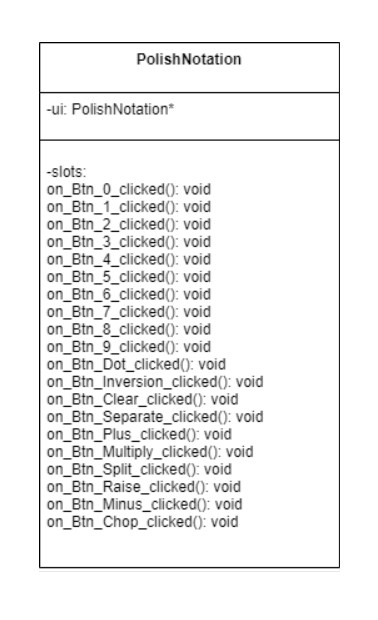 PolishNotation
-ui: PolishNotation*
-slots:
on_Btn_0_clicked(): void
on_Btn_1_clicked(): void
on_Btn_2_clicked(): void
on_Btn_3_clicked(): void
on_Btn_4_clicked(): void
on_Btn_5_clicked(): void
on_Btn_6_clicked(): void
on_Btn_7_clicked(): void
on_Btn_8_clicked(): void
on_Btn_9_clicked(): void
on_Btn_Dot_clicked(): void
on_Btn_Inversion_clicked(): void
on_Btn_Clear_clicked(): void
on_Btn_Separate_clicked(): void
on_Btn_Plus_clicked(): void
on_Btn_Multiply_clicked(): void
on_Btn_Split_clicked(): void
on_Btn_Raise_clicked(): void
on_Btn_Minus_clicked(): void
on_Btn_Chop_clicked(): void